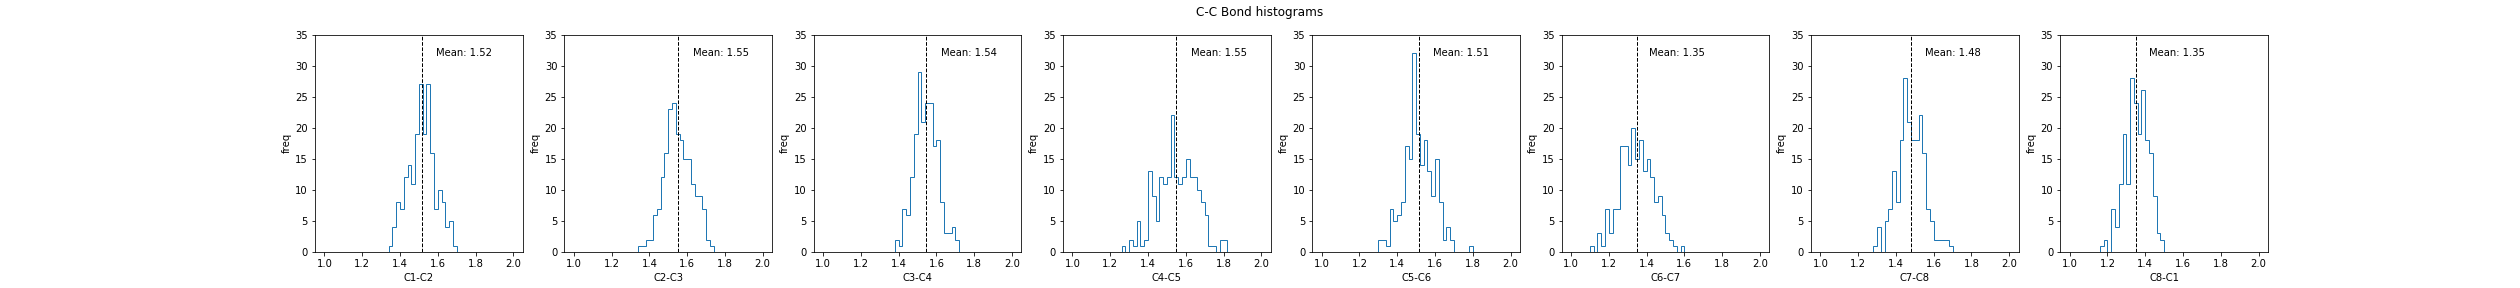 C-C Bond histograms
35 30 25 20 15 10 5 0
freq
Mean: 1.52
1.0 1.2 1.4 1.6 1.8 2.0
C1-C2
35 30 25 20 15 10 5 0
freq
Mean: 1.55
1.0 1.2 1.4 1.6 1.8 2.0
C2-C3
35 30 25 20 15 10 5 0
freq
Mean: 1.54
1.0 1.2 1.4 1.6 1.8 2.0
C3-C4
35 30 25 20 15 10 5 0
freq
Mean: 1.55
1.0 1.2 1.4 1.6 1.8 2.0
C4-C5
35 30 25 20 15 10 5 0
freq
Mean: 1.51
1.0 1.2 1.4 1.6 1.8 2.0
C5-C6
35 30 25 20 15 10 5 0
freq
Mean: 1.35
1.0 1.2 1.4 1.6 1.8 2.0
C6-C7
35 30 25 20 15 10 5 0
freq
Mean: 1.48
1.0 1.2 1.4 1.6 1.8 2.0
C7-C8
35 30 25 20 15 10 5 0
freq
Mean: 1.35
1.0 1.2 1.4 1.6 1.8 2.0
C8-C1